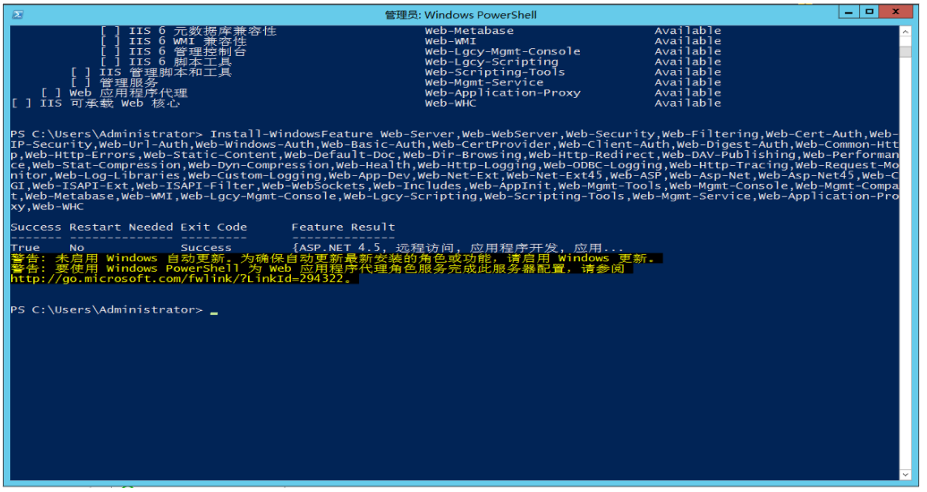 管理员: Windows PowerShell
[ ] IIS 6 元数据库兼容性 Web-Metabase Available
[ ] IIS 6 WMI 兼容性 Web-WMI Available
[ ] IIS 6 管理控制台 Web-Lgcy-Mgmt-Console Available
[ ] IIS 6 脚本工具 Web-Lgcy-Scripting Available
[ ] IIS 管理脚本和工具 Web-Scripting-Tools Available
[ ] 管理服务 Web-Mgmt-Service Available
[ ] Web 应用程序代理 Web-Application-Proxy Available
[ ] IIS 可承载 Web 核心 Web-WHC Available
PS C:\Users\Administrator> Install-WindowsFeature Web-Server,Web-WebServer,Web-Security,Web-Filtering,Web-Cert-Auth,Web-
IP-Security,Web-Url-Auth,Web-Windows-Auth,Web-Basic-Auth,Web-CertProvider,Web-Client-Auth,Web-Digest-Auth,Web-Common-Htt
p,Web-Http-Errors,Web-Static-Content,Web-Default-Doc,Web-Dir-Browsing,Web-Http-Redirect,Web-DAV-Publishing,Web-Performan
ce,Web-Stat-Compression,Web-Dyn-Compression,Web-Health,Web-Http-Logging,Web-ODBC-Logging,Web-Http-Tracing,Web-Request-Mo
nitor,Web-Log-Libraries,Web-Custom-Logging,Web-App-Dev,Web-Net-Ext,Web-Net-Ext45,Web-ASP,Web-Asp-Net,Web-Asp-Net45,Web-C
GI,Web-ISAPI-Ext,Web-ISAPI-Filter,Web-WebSockets,Web-Includes,Web-AppInit,Web-Mgmt-Tools,Web-Mgmt-Console,Web-Mgmt-Compa
t,Web-Metabase,Web-WMI,Web-Lgcy-Mgmt-Console,Web-Lgcy-Scripting,Web-Scripting-Tools,Web-Mgmt-Service,Web-Application-Pro
xy,Web-WHC
Success Restart Needed Exit Code Feature Result
------- -------------- --------- --------------
True No Success {ASP.NET 4.5, 远程访问, 应用程序开发, 应用...
警告: 未启用 Windows 自动更新。为确保自动更新最新安装的角色或功能，请启用 Windows 更新。
警告: 要使用 Windows PowerShell 为 Web 应用程序代理角色服务完成此服务器配置，请参阅
http://go.microsoft.com/fwlink/?LinkId=294322。
PS C:\Users\Administrator> _